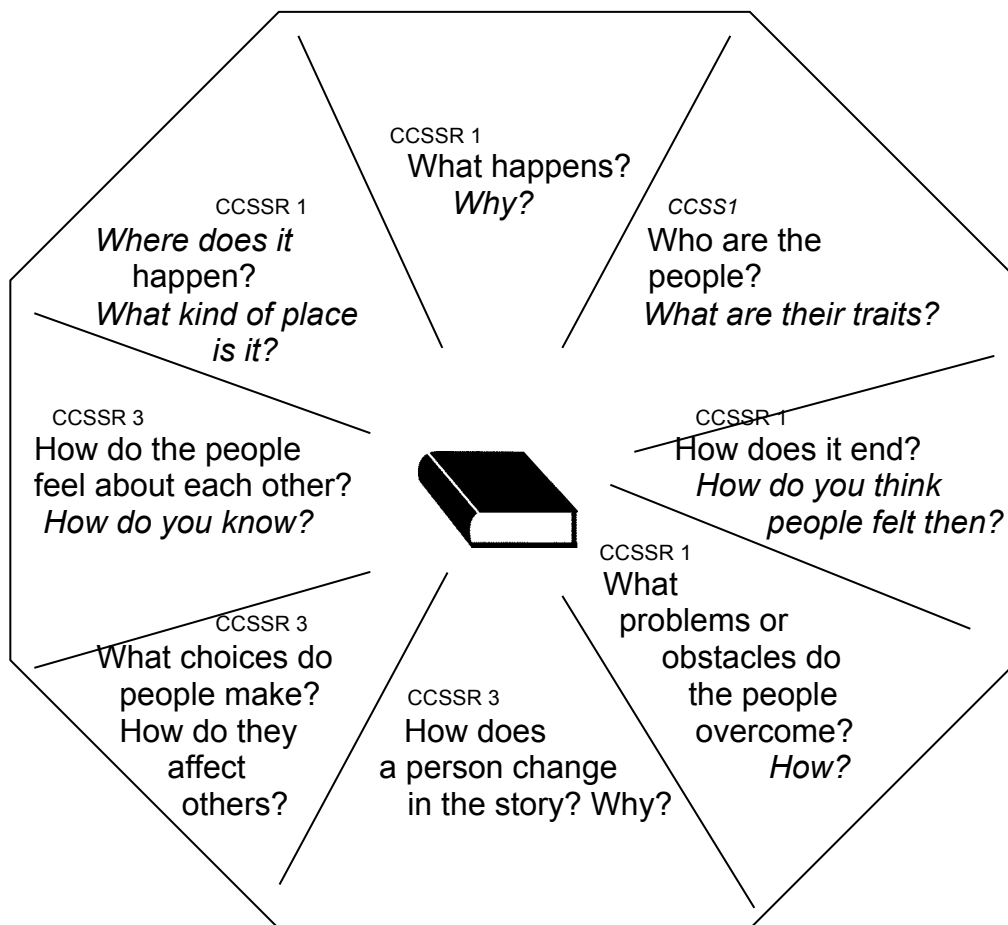 CCSSR 1
What happens?
Why?
CCSS1
Who are the
people?
What are their traits?
CCSSR 1
How does it end?
How do you think
people felt then?
CCSSR 1
What
problems or
obstacles do
the people
overcome?
How?
CCSSR 3
How does
a person change
in the story? Why?
CCSSR 3
What choices do
people make?
How do they
affect
others?
CCSSR 3
How do the people
feel about each other?
How do you know?
CCSSR 1
Where does it
happen?
What kind of place
is it?